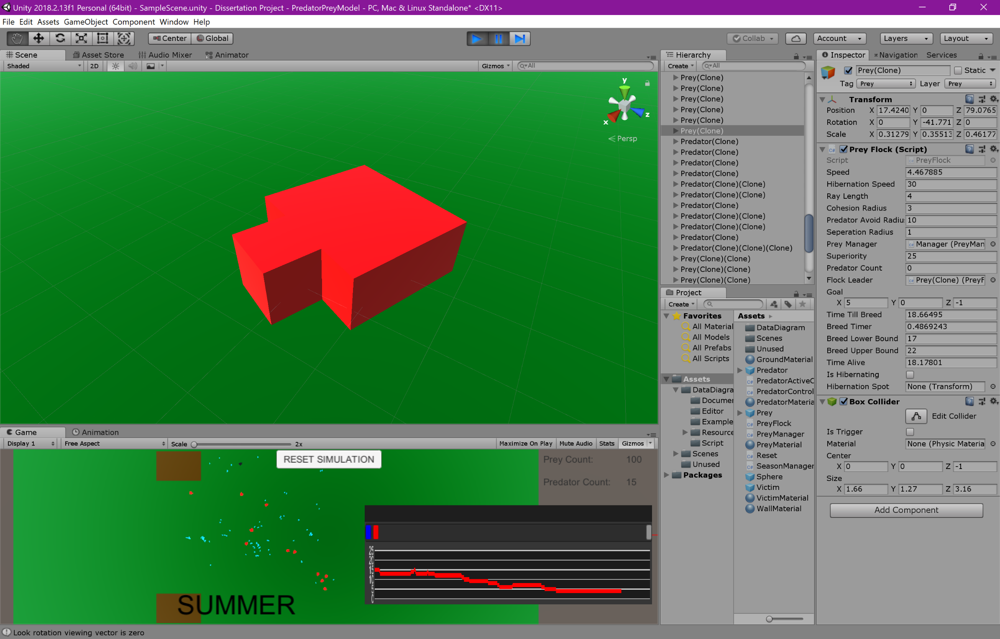 Unity 2018.2.13f1 Personal (64bit) - SampleScene.unity - Dissertation Project - PredatorPreyModel - PC, Mac & Linux Standalone* <DX11>
File Edit Assets GameObject Component Window Help
Center Global Collab Account Layers Layout
Scene Asset Store Audio Mixer Animator
Shaded 2D Gizmos All
y
z
x
Persp
Hierarchy
Create All
Prey(Clone)
Prey(Clone)
Prey(Clone)
Prey(Clone)
Prey(Clone)
Prey(Clone)
Predator(Clone)
Predator(Clone)
Predator(Clone)
Predator(Clone)
Predator(Clone)(Clone)
Predator(Clone)(Clone)
Predator(Clone)
Predator(Clone)(Clone)
Predator(Clone)(Clone)
Predator(Clone)
Predator(Clone)(Clone)(Clone)
Prey(Clone)(Clone)
Prey(Clone)(Clone)
Prey(Clone)(Clone)
Project
Create
Favorites
All Material
All Models
All Prefabs
All Scripts
Assets
DataDiagra
Documer
Editor
Example
Resource
Script
Scenes
Unused
Packages
Assets
DataDiagram
Scenes
Unused
GroundMaterial
Predator
PredatorActiveC
PredatorControl
PredatorMateria
Prey
PreyFlock
PreyManager
PreyMaterial
Reset
SeasonManager
Sphere
Victim
VictimMaterial
WallMaterial
Inspector Navigation Services
Prey(Clone) Static
Tag Prey Layer Prey
Transform
Position X 17.4240 Y 0 Z 79.0765
Rotation X 0 Y -41.771 Z 0
Scale X 0.31279 Y 0.35513 Z 0.46177
C# Prey Flock (Script)
Script PreyFlock
Speed 4.467885
Hibernation Speed 30
Ray Length 4
Cohesion Radius 3
Predator Avoid Radiu: 10
Seperation Radius 1
Prey Manager Manager (PreyMan
Superiority 25
Predator Count 0
Flock Leader Prey(Clone) (PreyF
Goal
X 5 Y 0 Z -1
Time Till Breed 18.66495
Breed Timer 0.4869243
Breed Lower Bound 17
Breed Upper Bound 22
Time Alive 18.17801
Is Hibernating
Hibernation Spot None (Transform)
Box Collider
Edit Collider
Is Trigger
Material None (Physic Materia
Center
X 0 Y 0 Z -1
Size
X 1.66 Y 1.27 Z 3.16
Add Component
Game Animation
Display 1 Free Aspect Scale 2x Maximize On Play Mute Audio Stats Gizmos
RESET SIMULATION
Prey Count: 100
Predator Count: 15
25
20
15
10
5
0
SUMMER
Look rotation viewing vector is zero